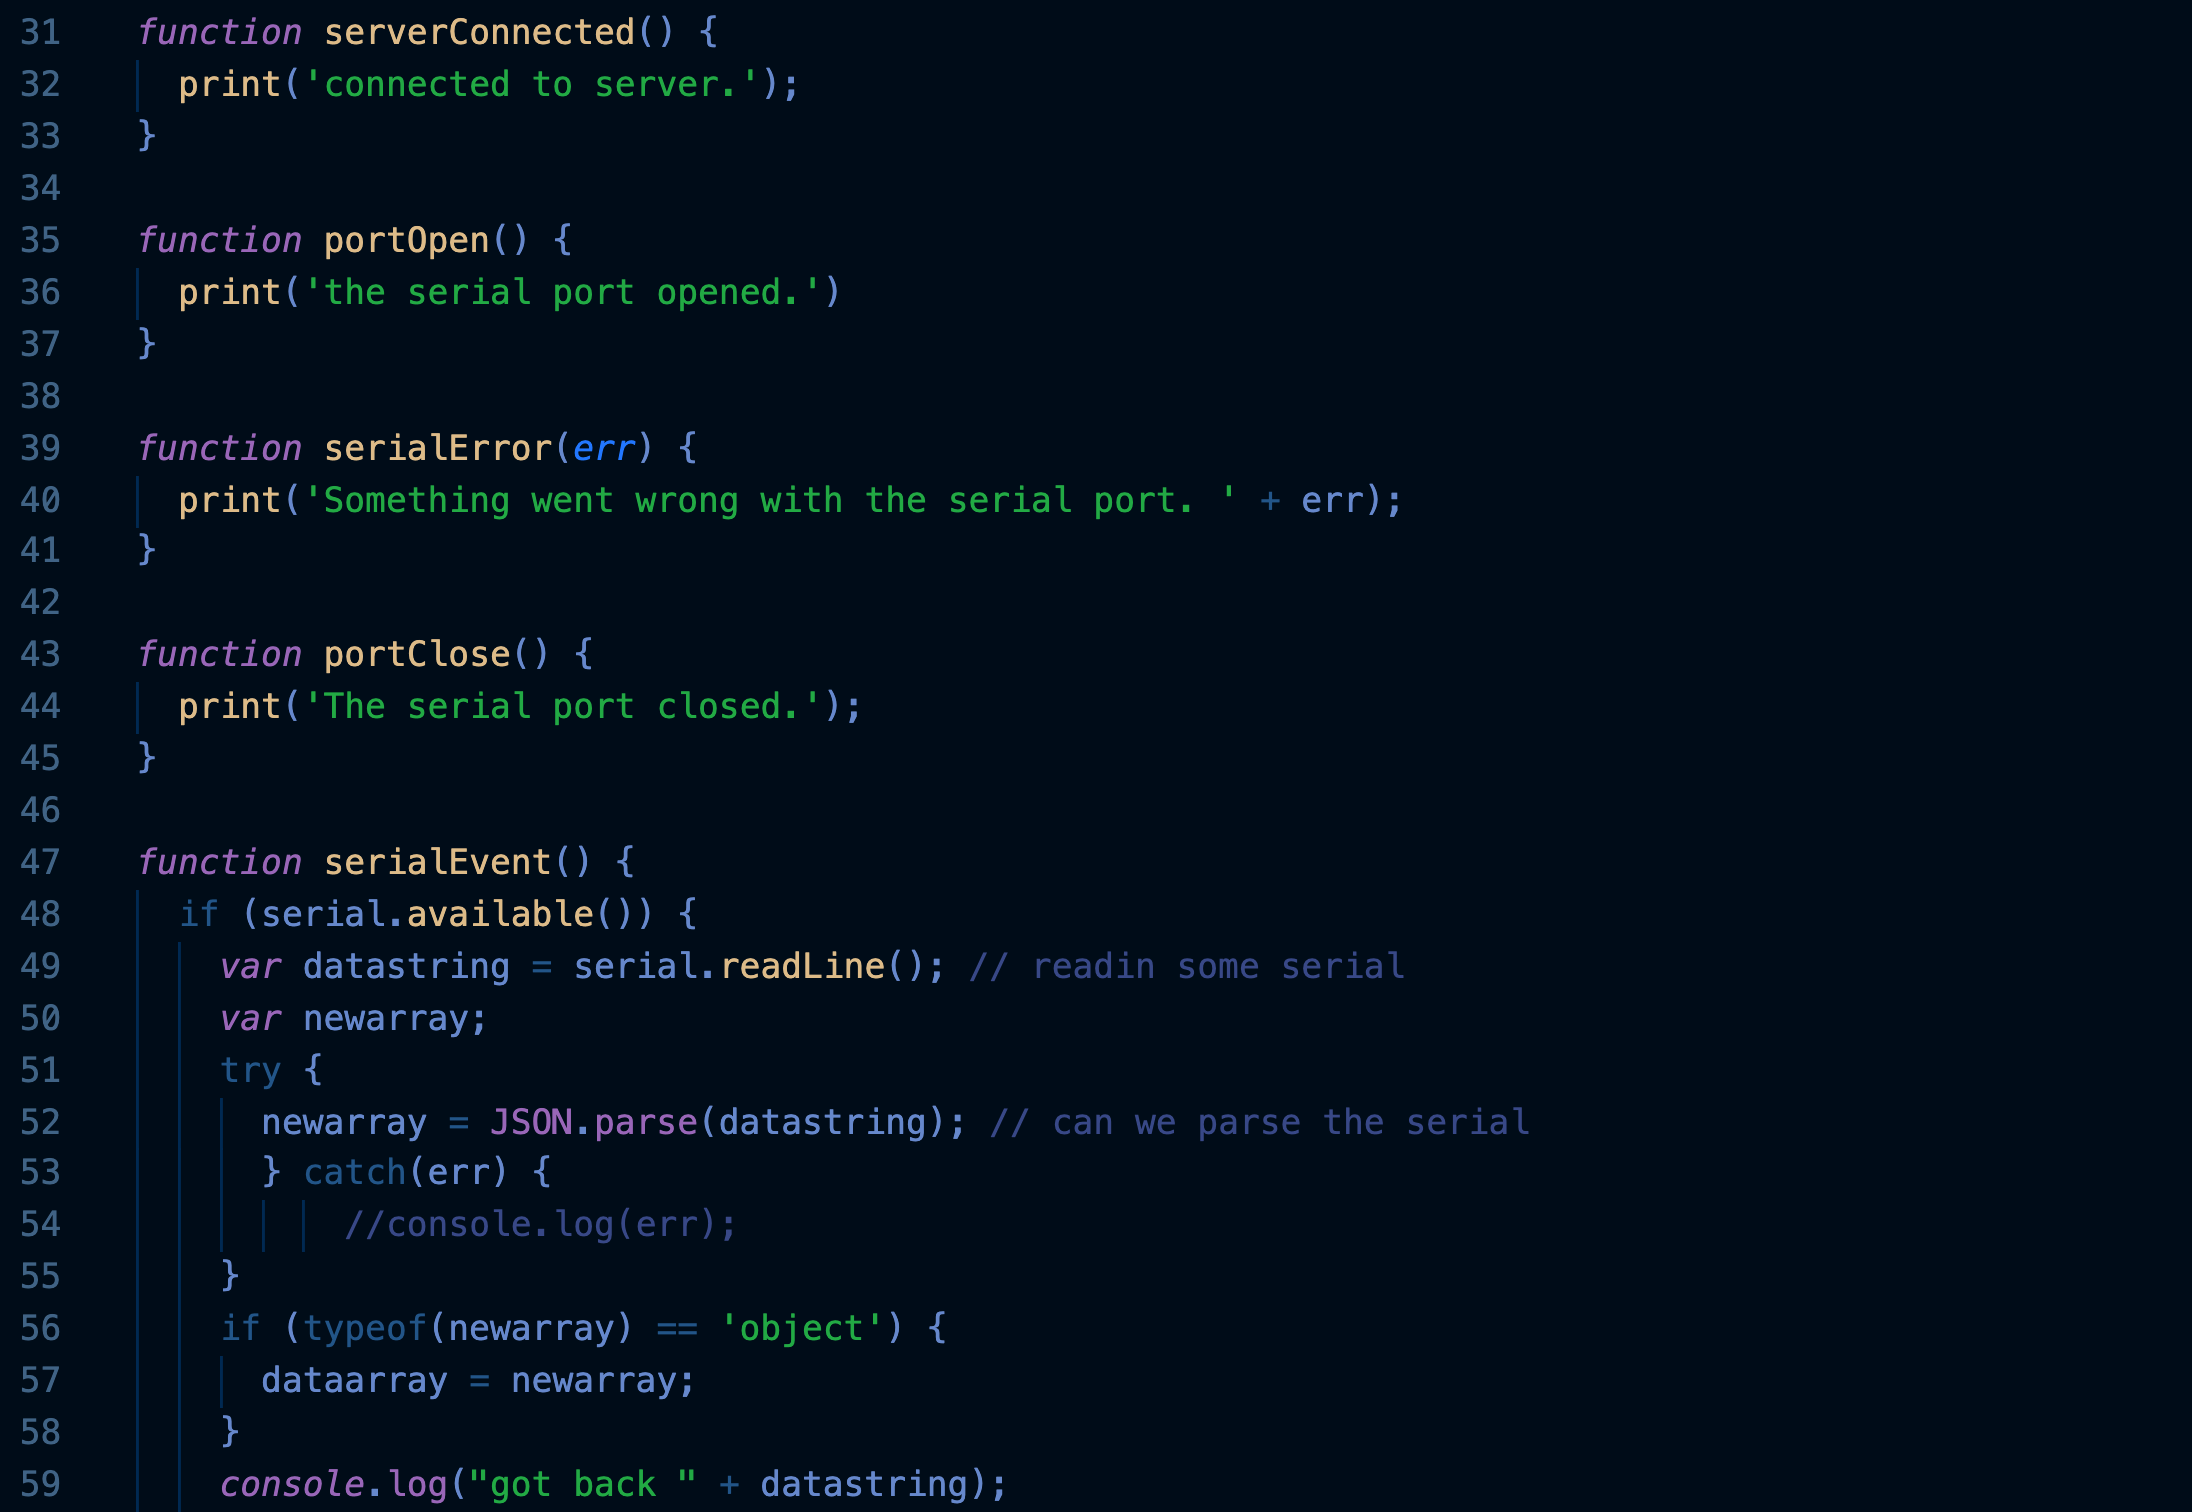 31 function serverConnected() {
32 print('connected to server.');
33 }
34
35 function portOpen() {
36 print('the serial port opened.')
37 }
38
39 function serialError(err) {
40 print('Something went wrong with the serial port. ' + err);
41 }
42
43 function portClose() {
44 print('The serial port closed.');
45 }
46
47 function serialEvent() {
48 if (serial.available()) {
49 var datastring = serial.readLine(); // readin some serial
50 var newarray;
51 try {
52 newarray = JSON.parse(datastring); // can we parse the serial
53 } catch(err) {
54 //console.log(err);
55 }
56 if (typeof(newarray) == 'object') {
57 dataarray = newarray;
58 }
59 console.log("got back " + datastring);